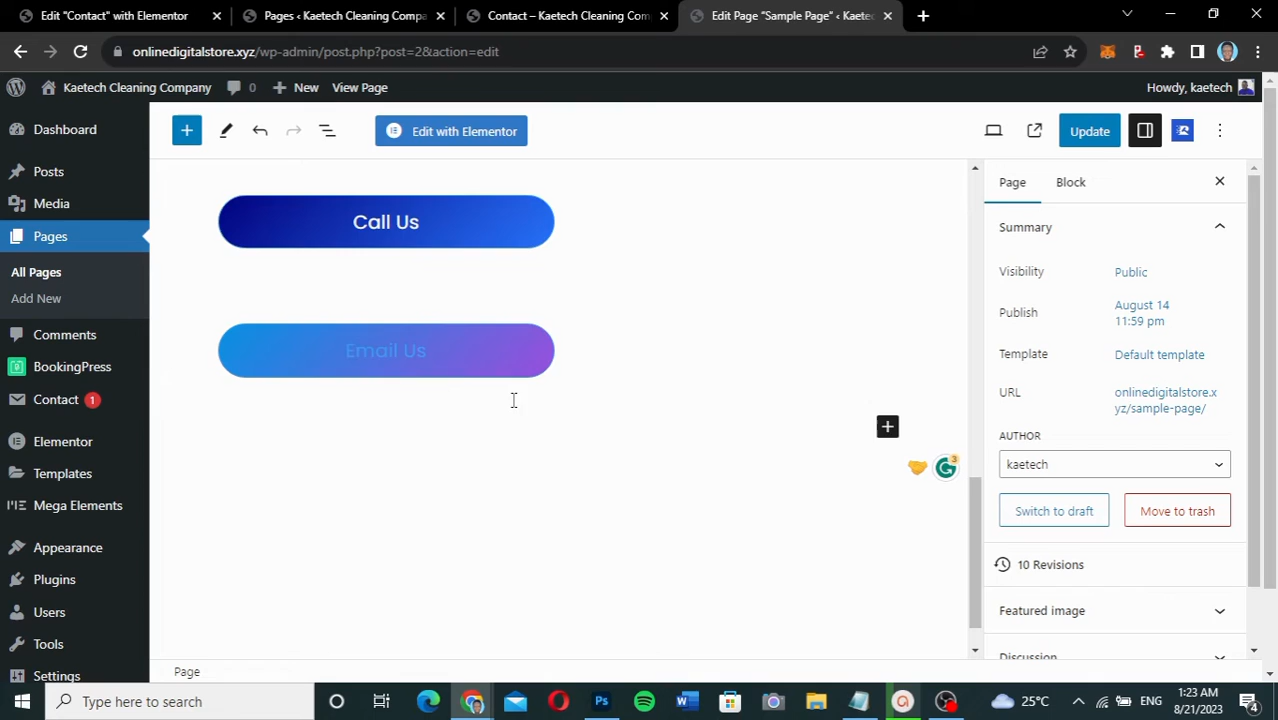 Edit "Contact" with Elementor
Pages ‹ Kaetech Cleaning Compa
Contact – Kaetech Cleaning Com
Edit Page "Sample Page" ‹ Kaete
onlinedigitalstore.xyz/wp-admin/post.php?post=2&action=edit
Kaetech Cleaning Company
0
New
View Page
Howdy, kaetech
Dashboard
Posts
Media
Pages
All Pages
Add New
Comments
BookingPress
Contact 1
Elementor
Templates
Mega Elements
Appearance
Plugins
Users
Tools
Settings
Edit with Elementor
Update
Call Us
Email Us
3
Page
Page
Block
Summary
Visibility
Public
Publish
August 14
11:59 pm
Template
Default template
URL
onlinedigitalstore.x
yz/sample-page/
AUTHOR
kaetech
Switch to draft
Move to trash
10 Revisions
Featured image
Discussion
Type here to search
25°C
ENG
1:23 AM
8/21/2023
4